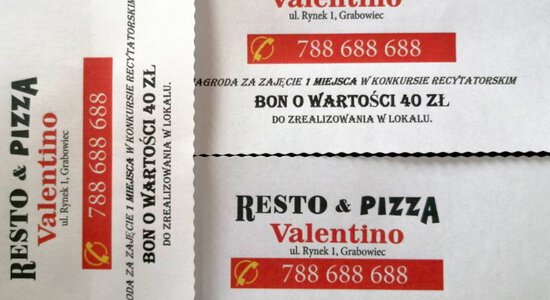 RESTO & PIZZA
Valentino
ul. Rynek 1, Grabowiec
788 688 688
NAGRODA ZA ZAJĘCIE 1 MIEJSCA W KONKURSIE RECYTATORSKIM
BON O WARTOŚCI 40 ZŁ
DO ZREALIZOWANIA W LOKALU.
Valentino
ul. Rynek 1, Grabowiec
788 688 688
NAGRODA ZA ZAJĘCIE 1 MIEJSCA W KONKURSIE RECYTATORSKIM
BON O WARTOŚCI 40 ZŁ
DO ZREALIZOWANIA W LOKALU.
RESTO & PIZZA
Valentino
ul. Rynek 1, Grabowiec
788 688 688